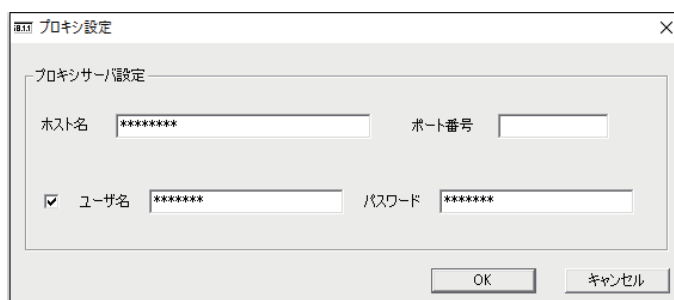 プロキシ設定
プロキシサーバ設定
ホスト名 ******** ポート番号
ユーザ名 ******* パスワード *******
OK キャンセル